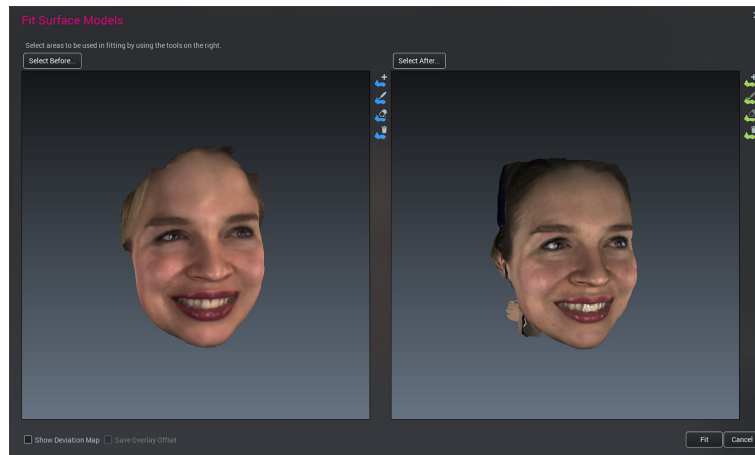 Fit Surface Models
Select areas to be used in fitting by using the tools on the right.
Select Before...
Select After...
Show Deviation Map
Save Overlay Offset
Fit
Cancel